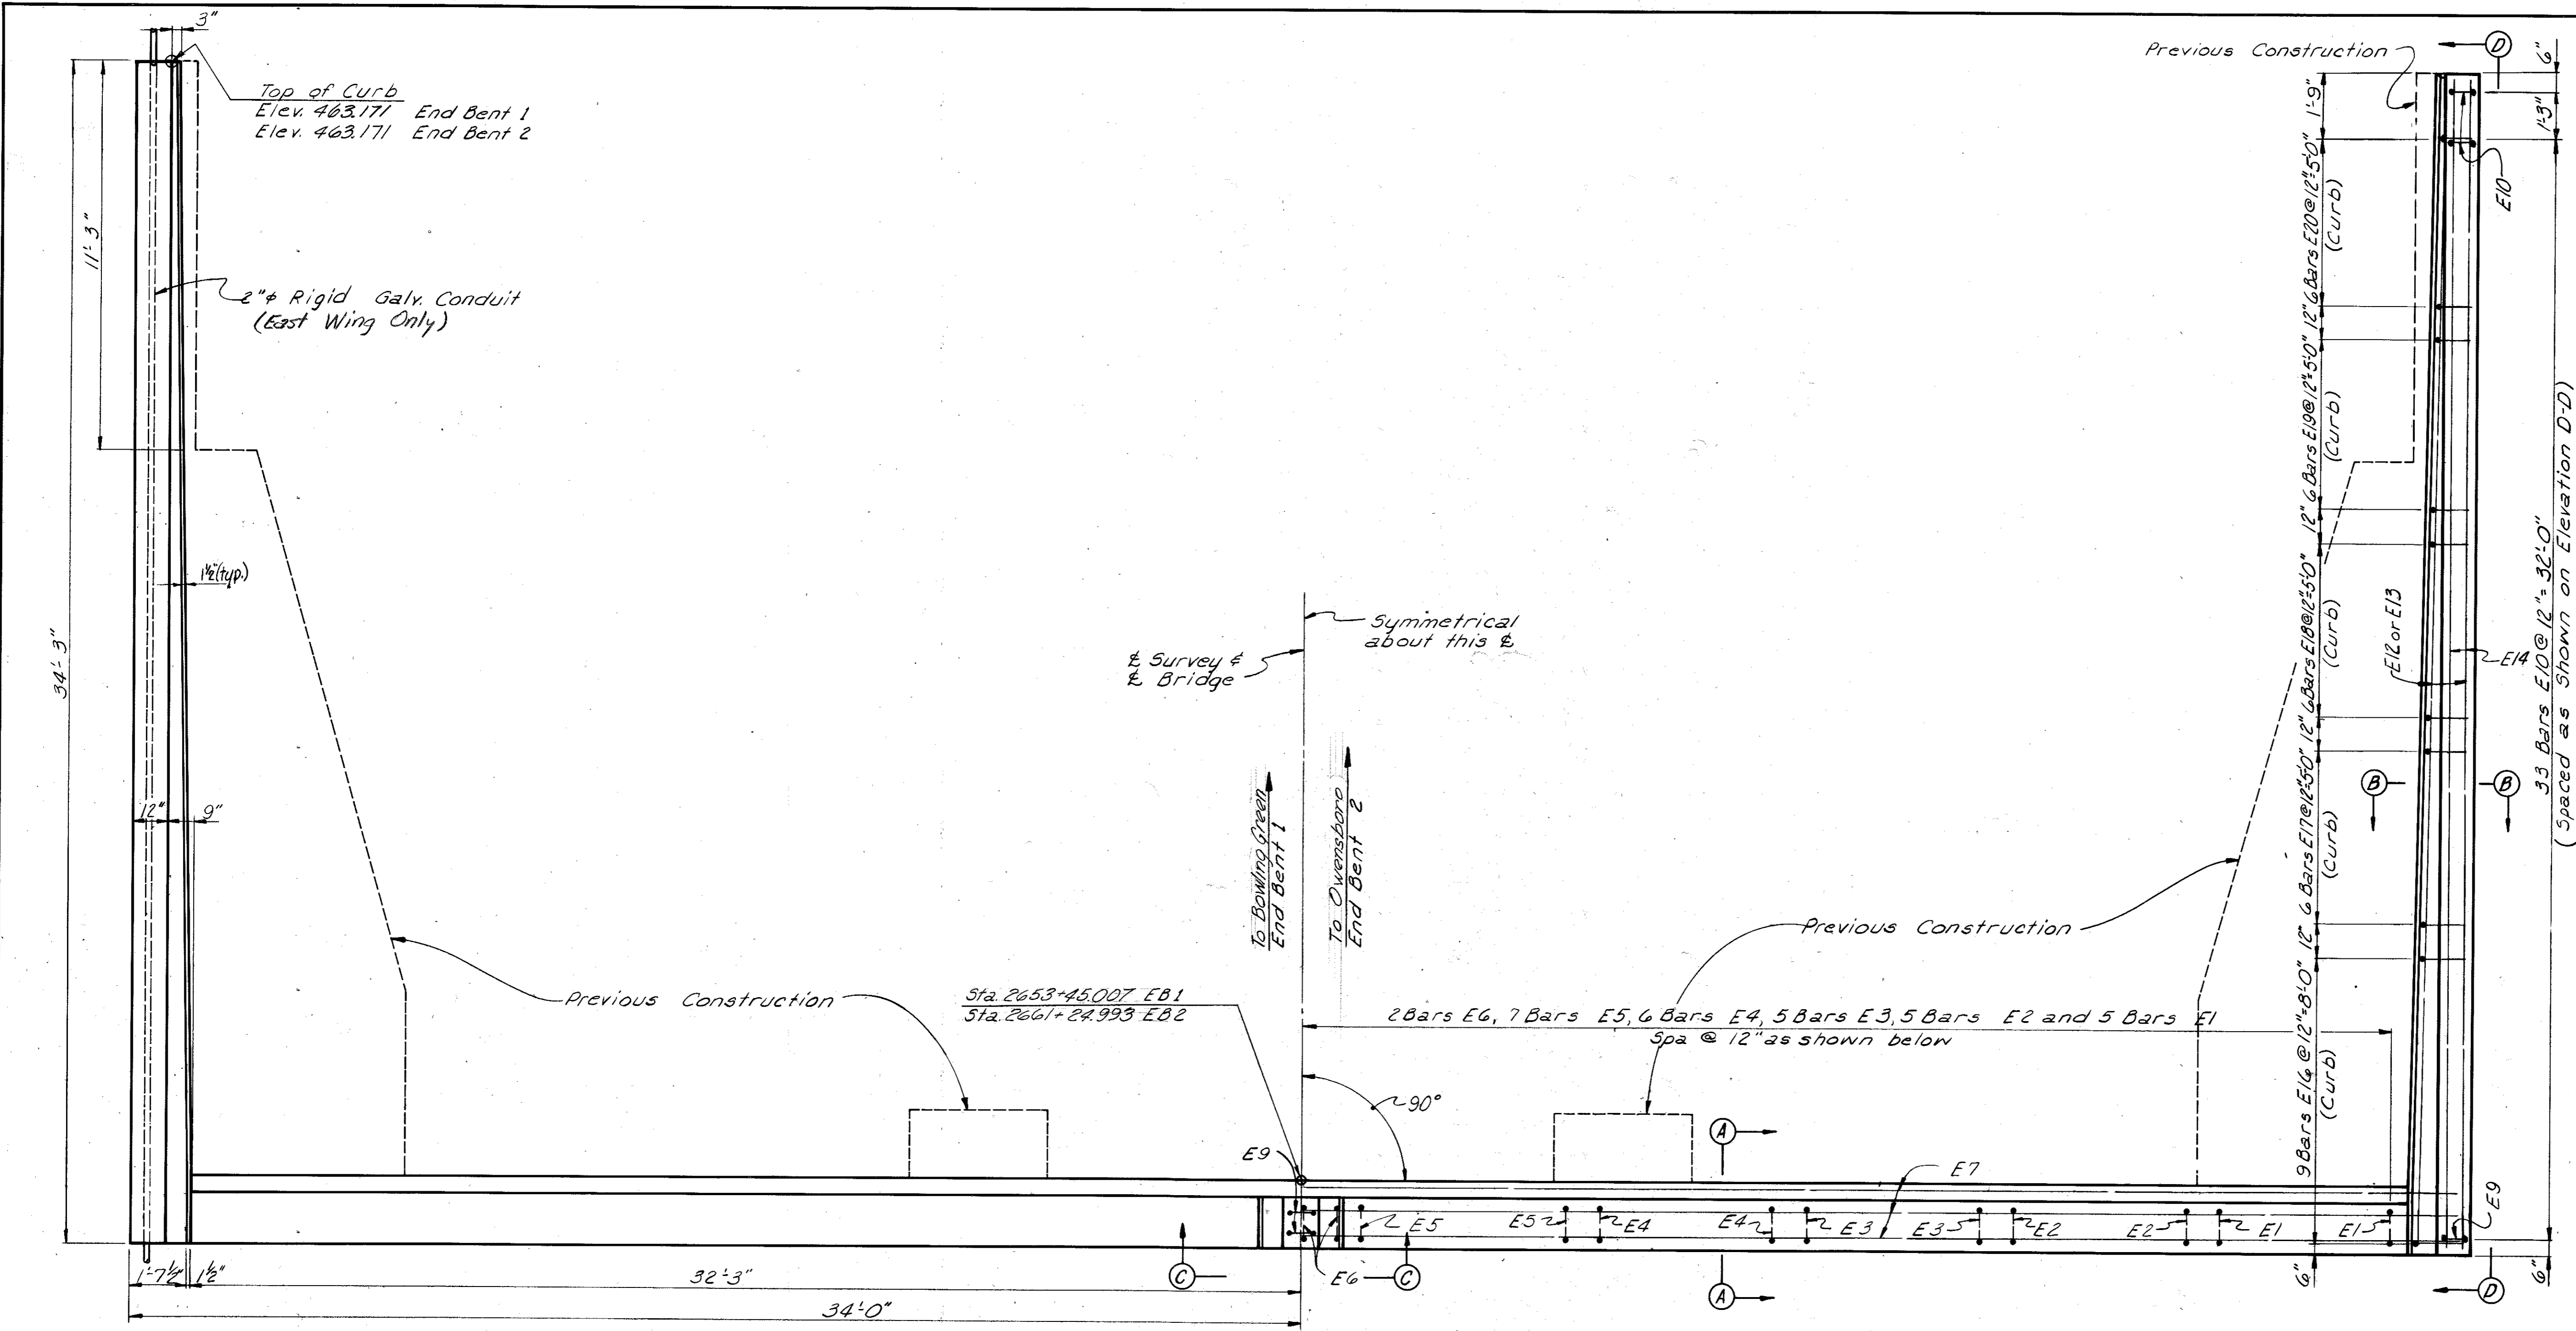 3"
Top of Curb
Elev. 463.171 End Bent 1
Elev. 463.171 End Bent 2
11'-3"
2"φ Rigid Galv. Conduit
(East Wing Only)
1½"(typ.)
34'-3"
12"
9"
Previous Construction
1'-7½"
1½"
32'-3"
34'-0"
℄ Survey &
℄ Bridge
Symmetrical
about this ℄
To Bowling Green
End Bent 1
To Owensboro
End Bent 2
Sta. 2653+45.007 EB1
Sta. 2661+24.993 EB2
90°
E9
Previous Construction
2 Bars E6, 7 Bars E5, 6 Bars E4, 5 Bars E3, 5 Bars E2 and 5 Bars E1
Spa @ 12" as shown below
A
A
E7
E5
E5
E4
E4
E3
E3
E2
E2
E1
E1
E9
C
E6
C
Previous Construction
D
6"
1'-3"
1'-9"
6 Bars E20@12"=5'-0"
(Curb)
12"
6 Bars E19@12"=5'-0"
(Curb)
12"
6 Bars E18@12"=5'-0"
(Curb)
12"
6 Bars E17@12"=5'-0"
(Curb)
12"
9 Bars E16@12"=8'-0"
(Curb)
6"
E10
E12 or E13
E14
B
B
33 Bars E10@12"=32'-0"
(Spaced as Shown on Elevation D-D)
6"
D